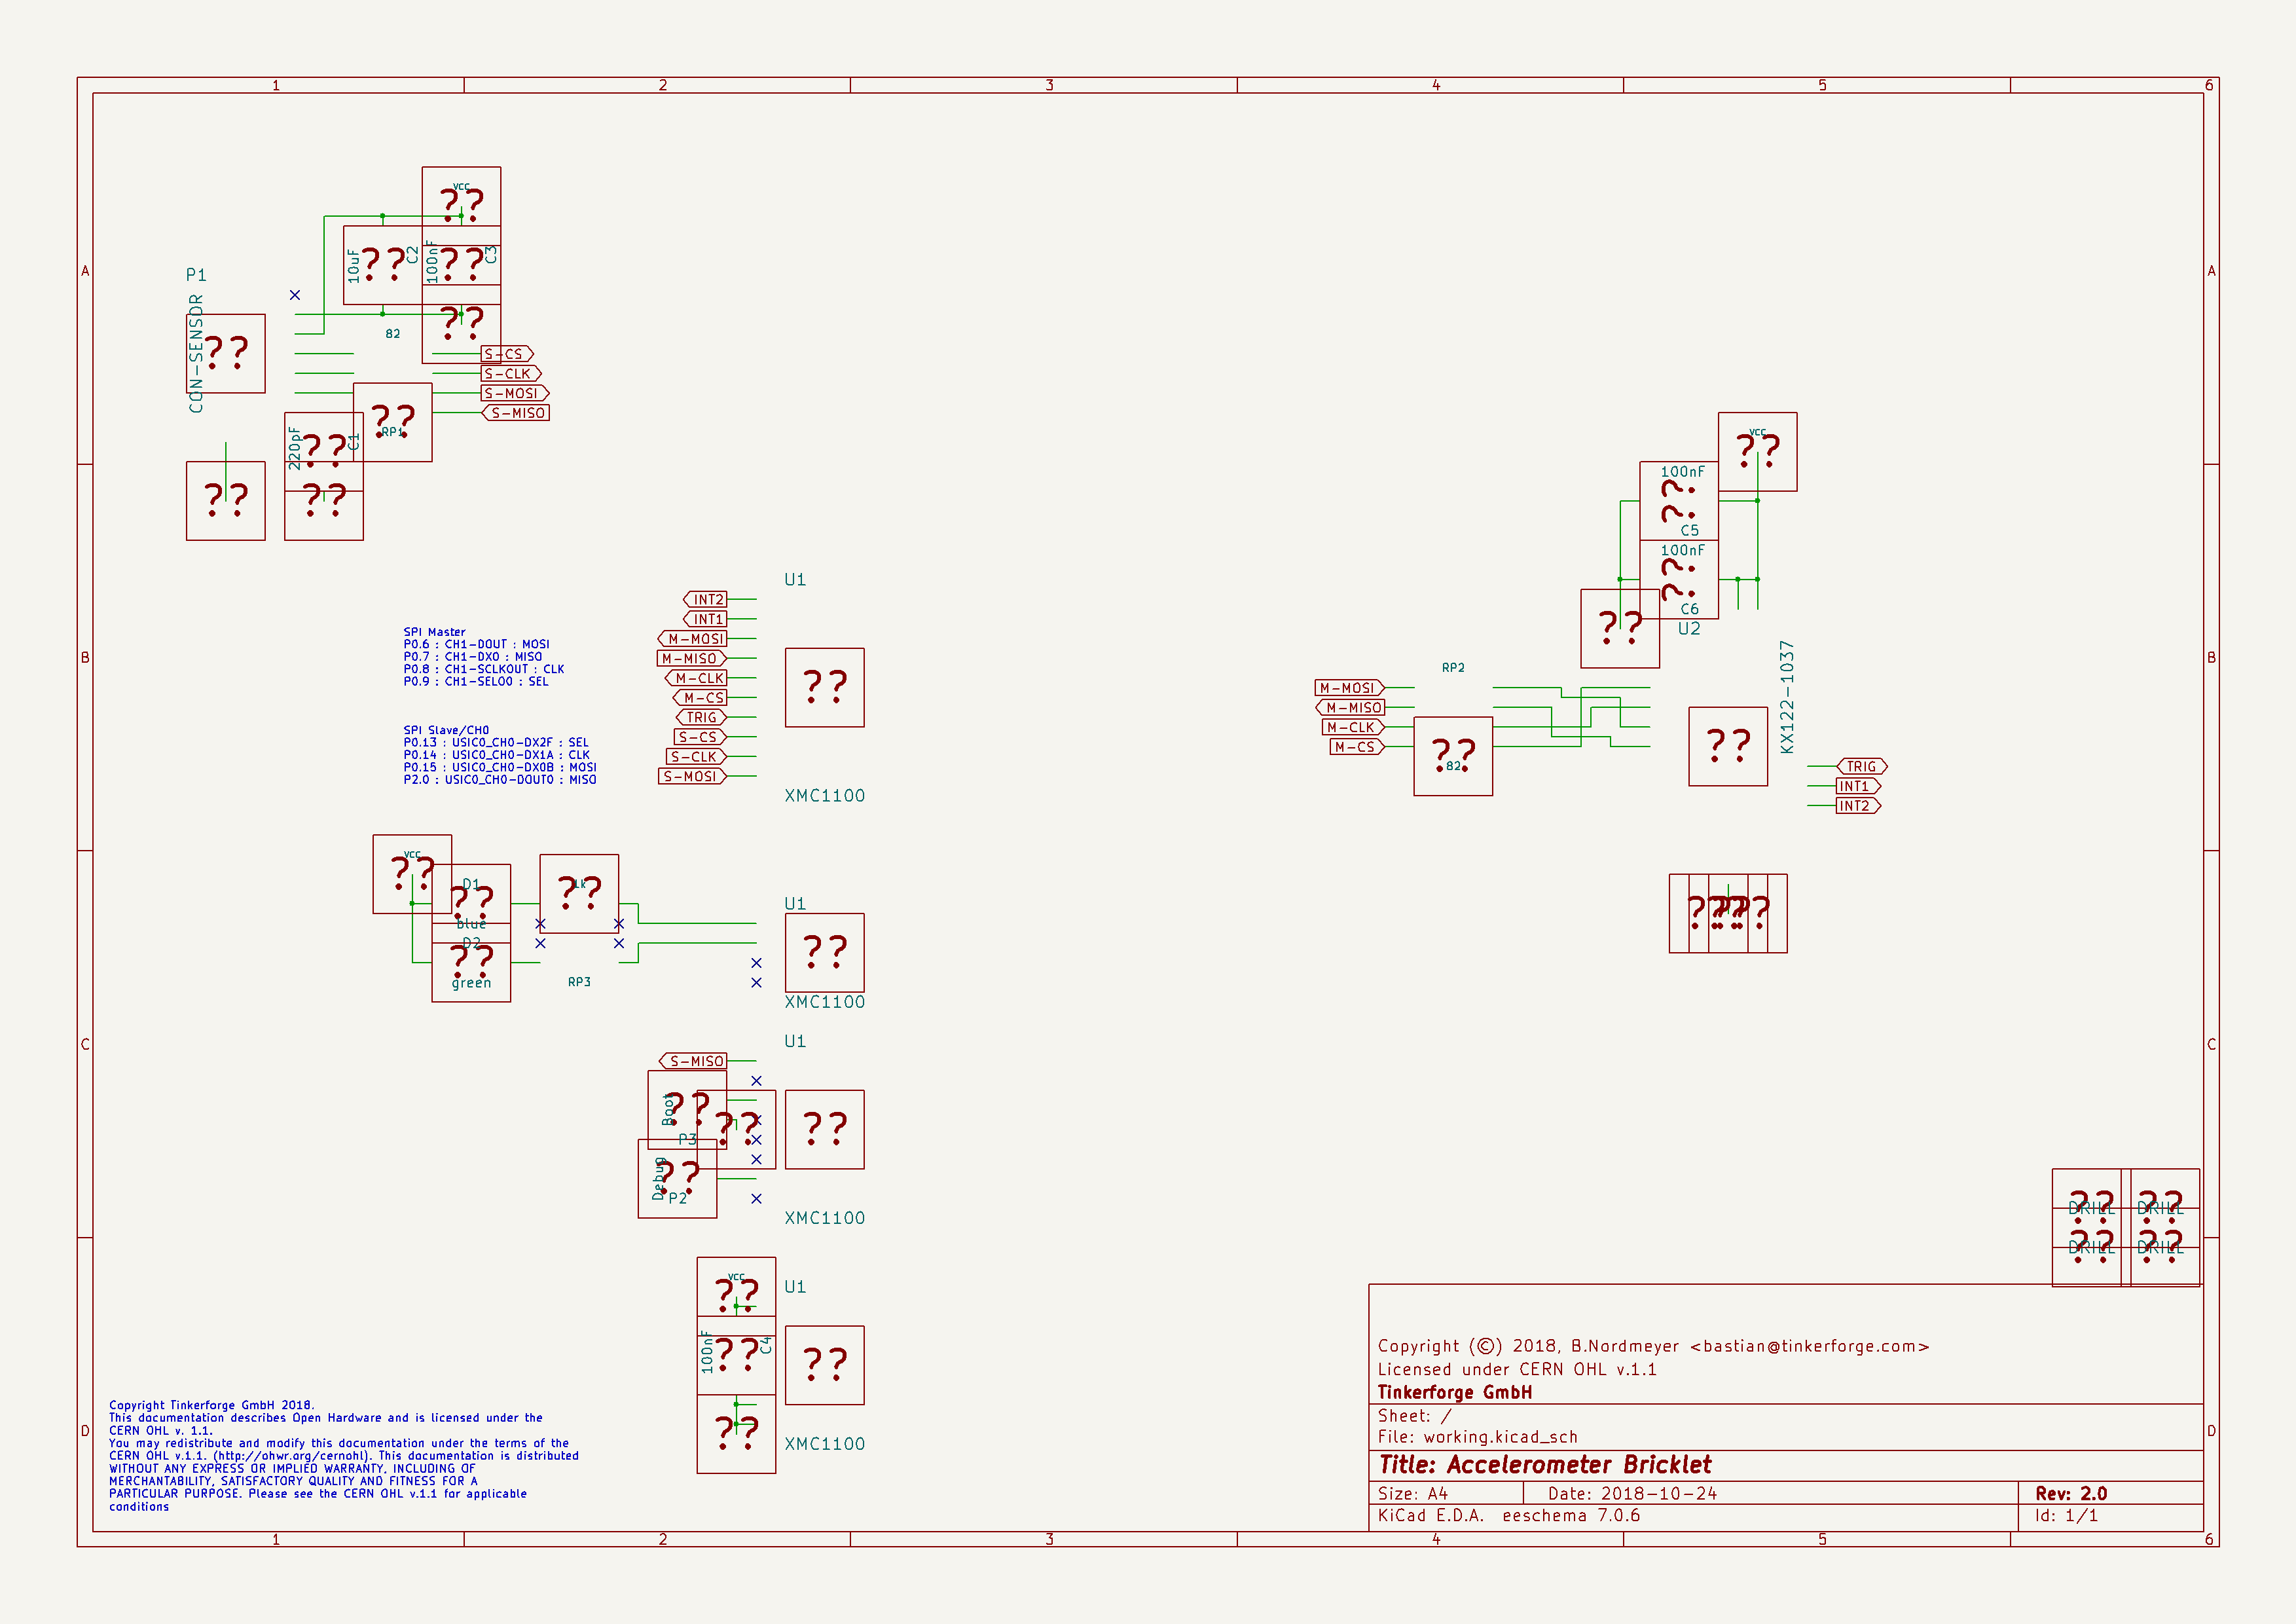 1 2 3 4 5 6
A A
VCC
??
10uF
??
C2
100nF
??
C3
P1
CON-SENSOR
??
??
82
S-CS
S-CLK
S-MOSI
S-MISO
??
RP1
220pF
??
C1
??
??
VCC
??
100nF
??
C5
100nF
??
C6
??
U2
KX122-1037
??
RP2
M-MOSI
M-MISO
M-CLK
M-CS
??
82
TRIG
INT1
INT2
B B
U1
INT2
INT1
M-MOSI
M-MISO
M-CLK
M-CS
TRIG
S-CS
S-CLK
S-MOSI
??
XMC1100
SPI Master
P0.6 : CH1-DOUT : MOSI
P0.7 : CH1-DX0 : MISO
P0.8 : CH1-SCLKOUT : CLK
P0.9 : CH1-SELO0 : SEL
SPI Slave/CH0
P0.13 : USIC0_CH0-DX2F : SEL
P0.14 : USIC0_CH0-DX1A : CLK
P0.15 : USIC0_CH0-DX0B : MOSI
P2.0 : USIC0_CH0-DOUT0 : MISO
VCC
??
D1
??
blue
D2
??
green
1k
??
RP3
U1
??
XMC1100
??
??
??
C C
U1
S-MISO
Boot
??
P3
??
Debug
??
P2
??
XMC1100
??
DRILL
??
DRILL
??
DRILL
??
DRILL
VCC
??
U1
100nF
??
C4
??
??
XMC1100
D D
Copyright Tinkerforge GmbH 2018.
This documentation describes Open Hardware and is licensed under the
CERN OHL v. 1.1.
You may redistribute and modify this documentation under the terms of the
CERN OHL v.1.1. (http://ohwr.org/cernohl). This documentation is distributed
WITHOUT ANY EXPRESS OR IMPLIED WARRANTY, INCLUDING OF
MERCHANTABILITY, SATISFACTORY QUALITY AND FITNESS FOR A
PARTICULAR PURPOSE. Please see the CERN OHL v.1.1 for applicable
conditions
Copyright (©) 2018, B.Nordmeyer <bastian@tinkerforge.com>
Licensed under CERN OHL v.1.1
Tinkerforge GmbH
Sheet: /
File: working.kicad_sch
Title: Accelerometer Bricklet
Size: A4 Date: 2018-10-24 Rev: 2.0
KiCad E.D.A. eeschema 7.0.6 Id: 1/1
1 2 3 4 5 6